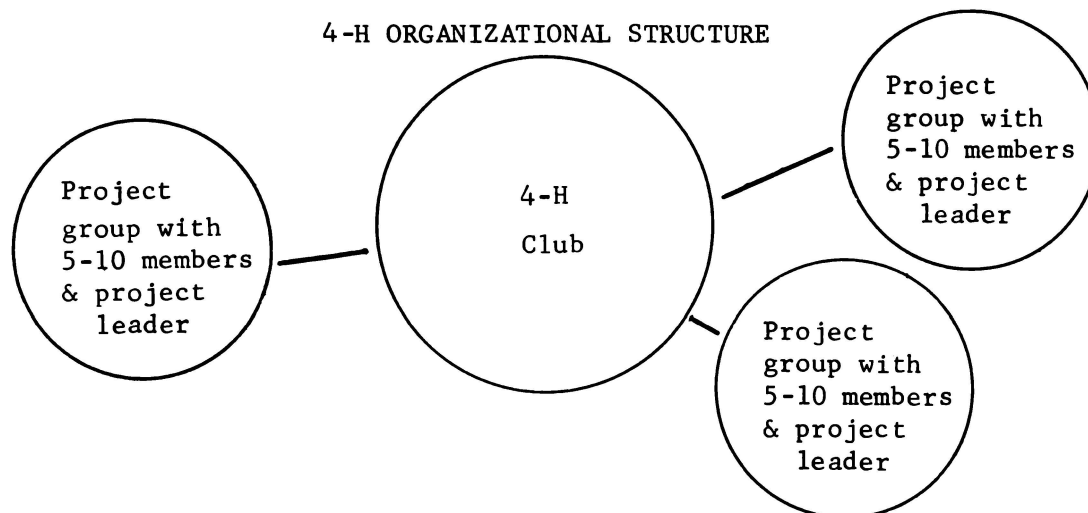 4-H ORGANIZATIONAL STRUCTURE
Project
group with
5-10 members
& project
leader
4-H
Club
Project
group with
5-10 members
& project
leader
Project
group with
5-10 members
& project
leader